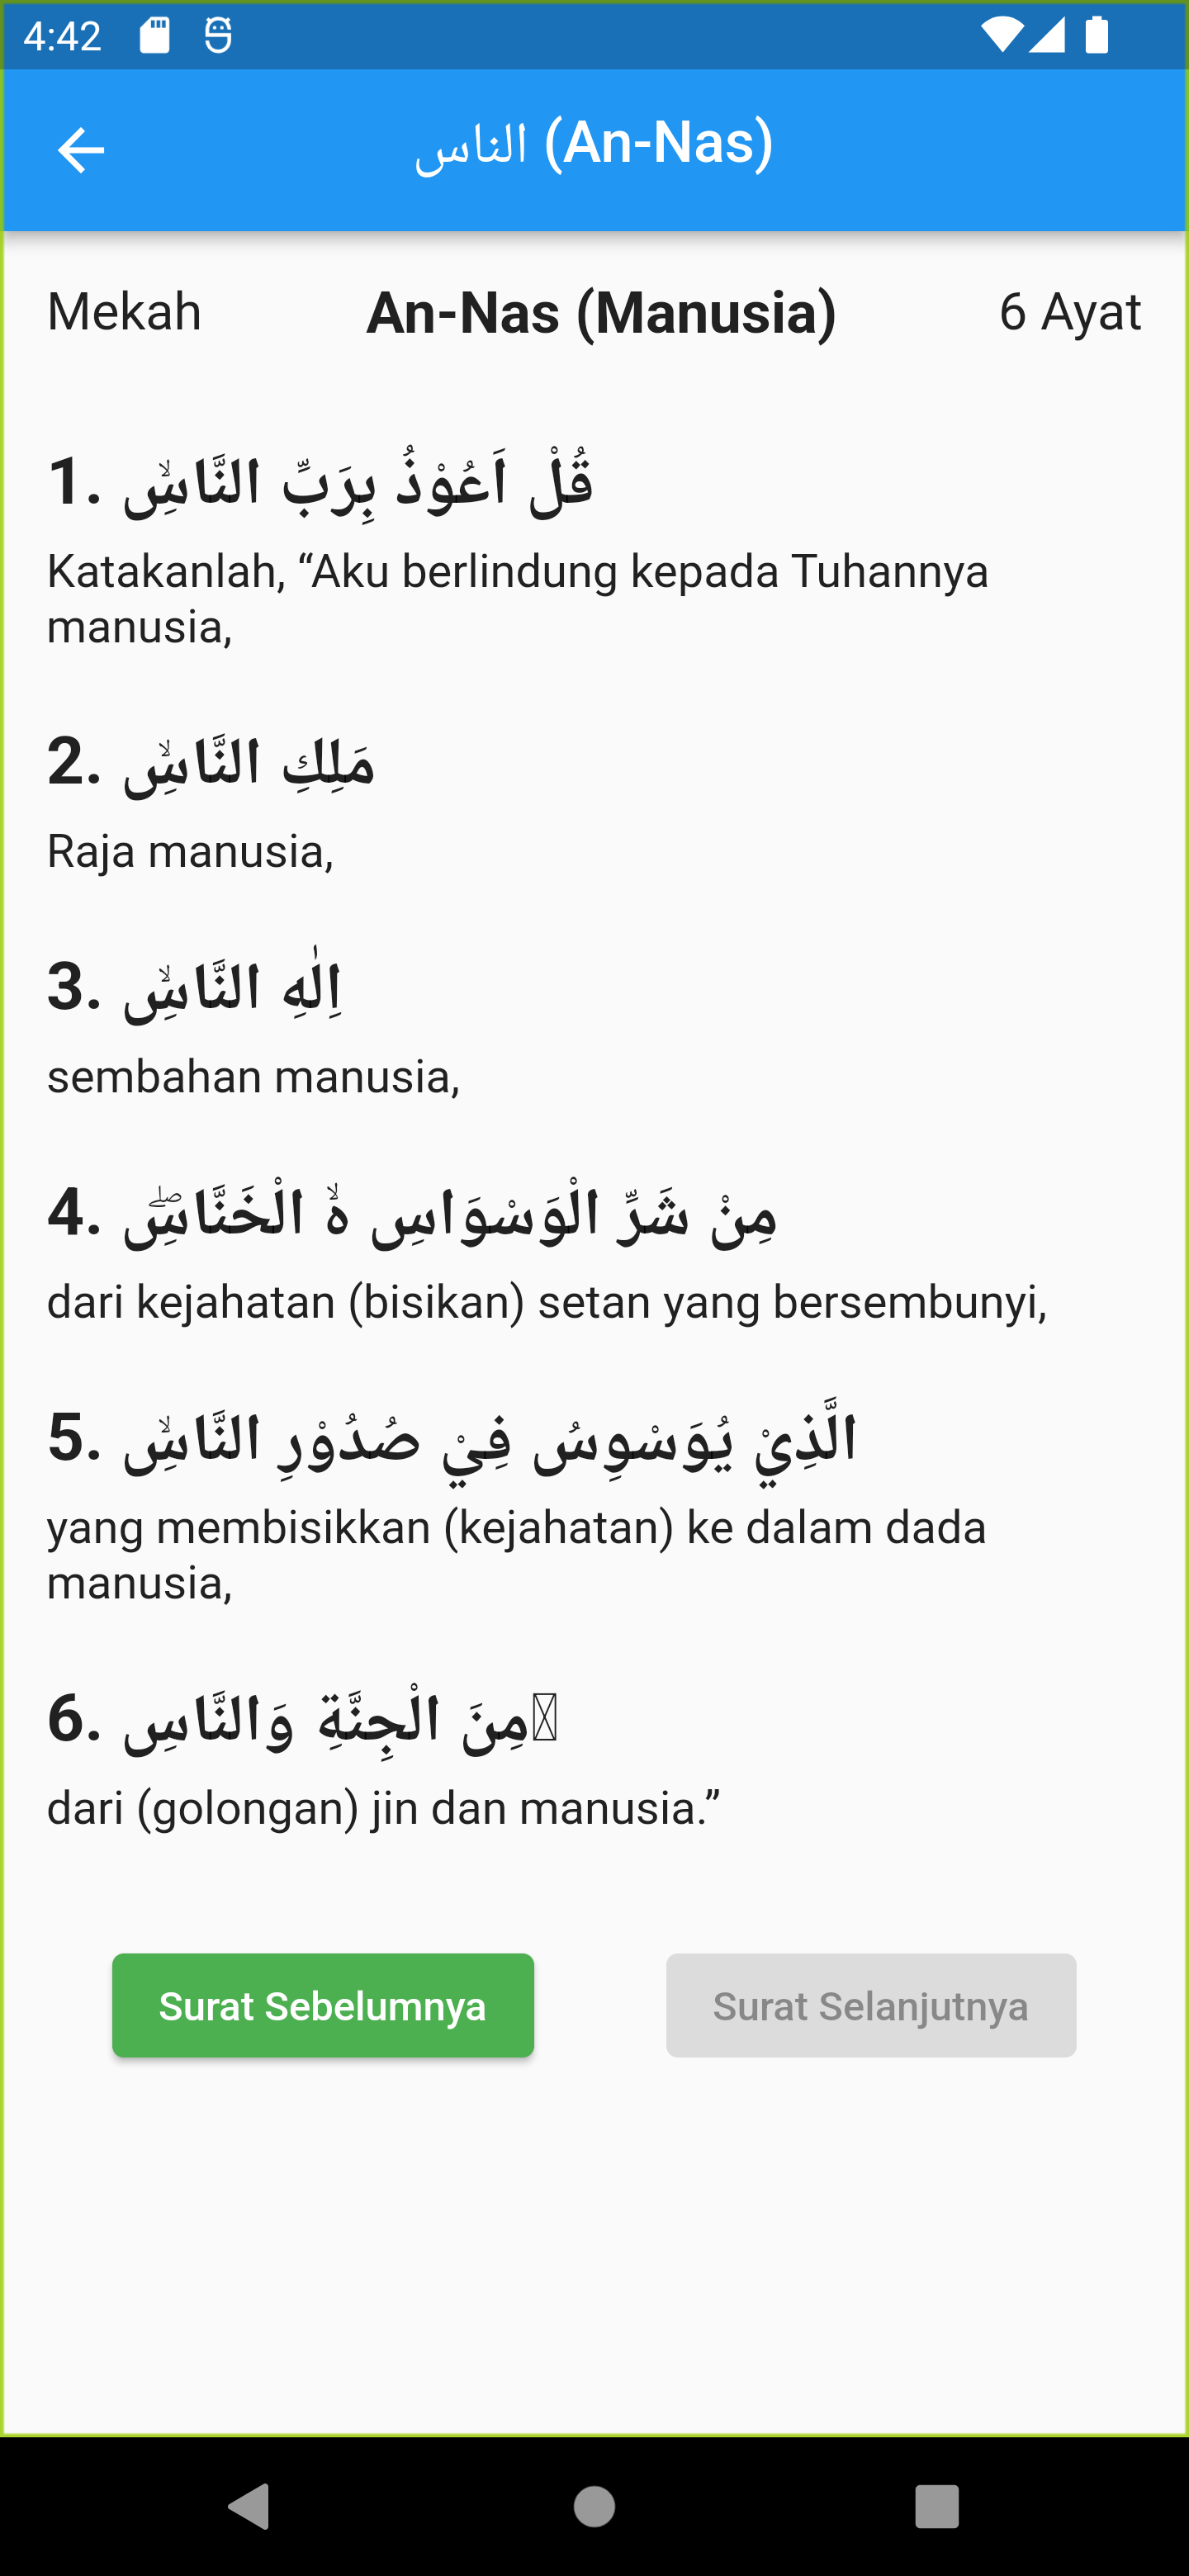 4:42
الناس (An-Nas)
Mekah
An-Nas (Manusia)
6 Ayat
1. قُلْ اَعُوْذُ بِرَبِّ النَّاسِۙ
Katakanlah, “Aku berlindung kepada Tuhannya
manusia,
2. مَلِكِ النَّاسِۙ
Raja manusia,
3. اِلٰهِ النَّاسِۙ
sembahan manusia,
4. مِنْ شَرِّ الْوَسْوَاسِ ەۙ الْخَنَّاسِۖ
dari kejahatan (bisikan) setan yang bersembunyi,
5. الَّذِيْ يُوَسْوِسُ فِيْ صُدُوْرِ النَّاسِۙ
yang membisikkan (kejahatan) ke dalam dada
manusia,
6. مِنَ الْجِنَّةِ وَالنَّاسِ
dari (golongan) jin dan manusia.”
Surat Sebelumnya
Surat Selanjutnya